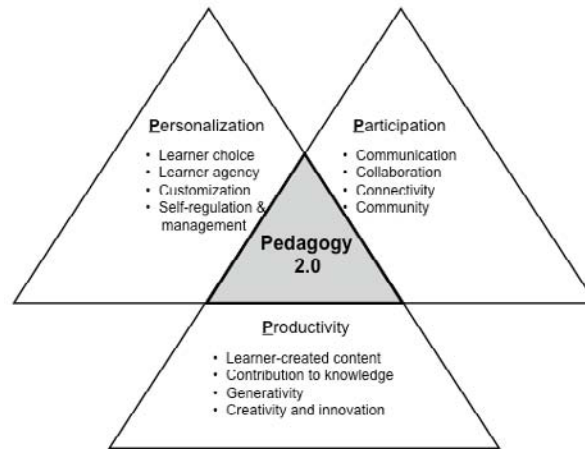 Personalization
• Learner choice
• Learner agency
• Customization
• Self-regulation &
management
Participation
• Communication
• Collaboration
• Connectivity
• Community
Pedagogy
2.0
Productivity
• Learner-created content
• Contribution to knowledge
• Generativity
• Creativity and innovation